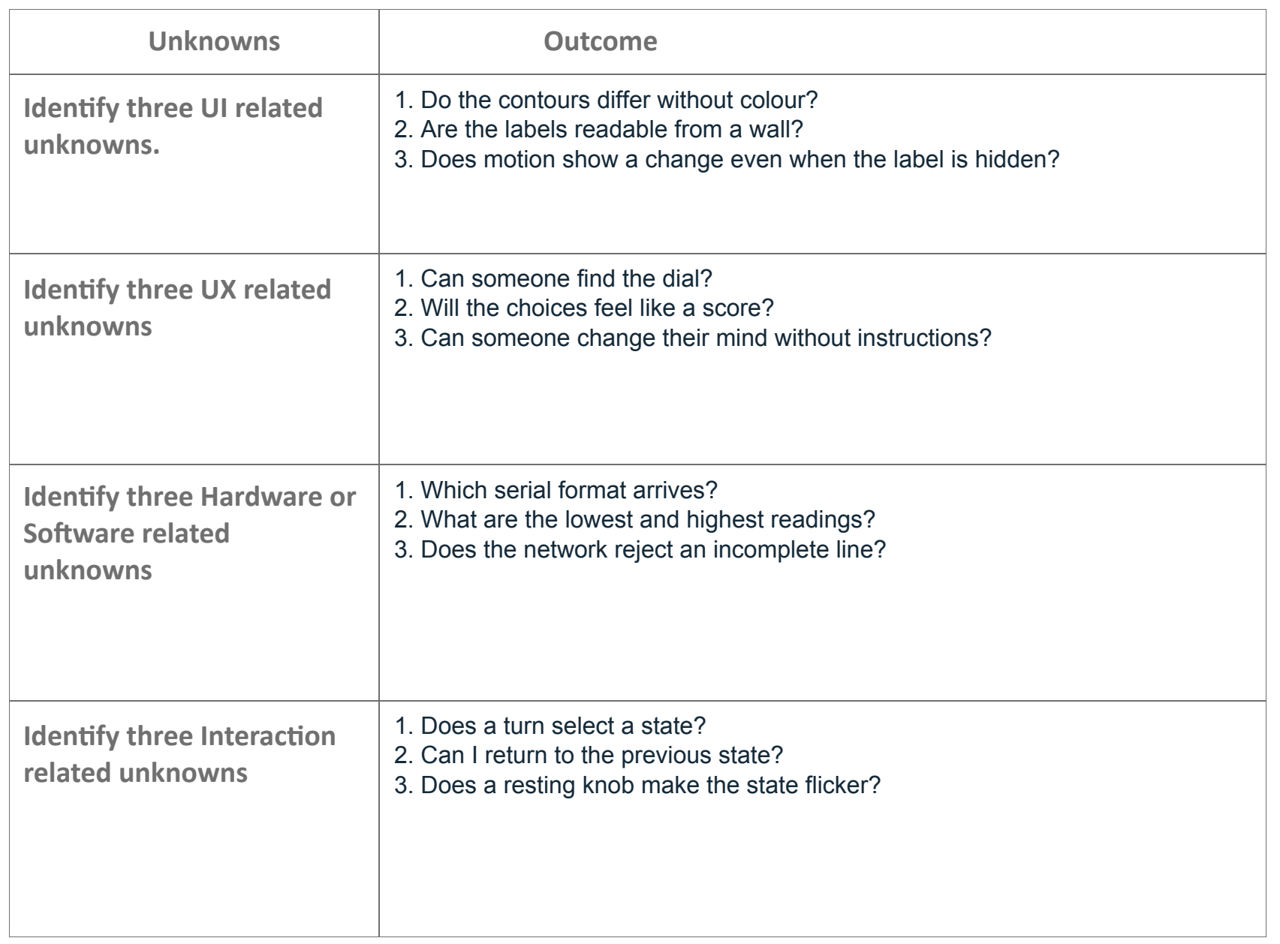 Unknowns
Outcome
Identify three UI related
unknowns.
1. Do the contours differ without colour?
2. Are the labels readable from a wall?
3. Does motion show a change even when the label is hidden?
Identify three UX related
unknowns
1. Can someone find the dial?
2. Will the choices feel like a score?
3. Can someone change their mind without instructions?
Identify three Hardware or
Software related
unknowns
1. Which serial format arrives?
2. What are the lowest and highest readings?
3. Does the network reject an incomplete line?
Identify three Interaction
related unknowns
1. Does a turn select a state?
2. Can I return to the previous state?
3. Does a resting knob make the state flicker?